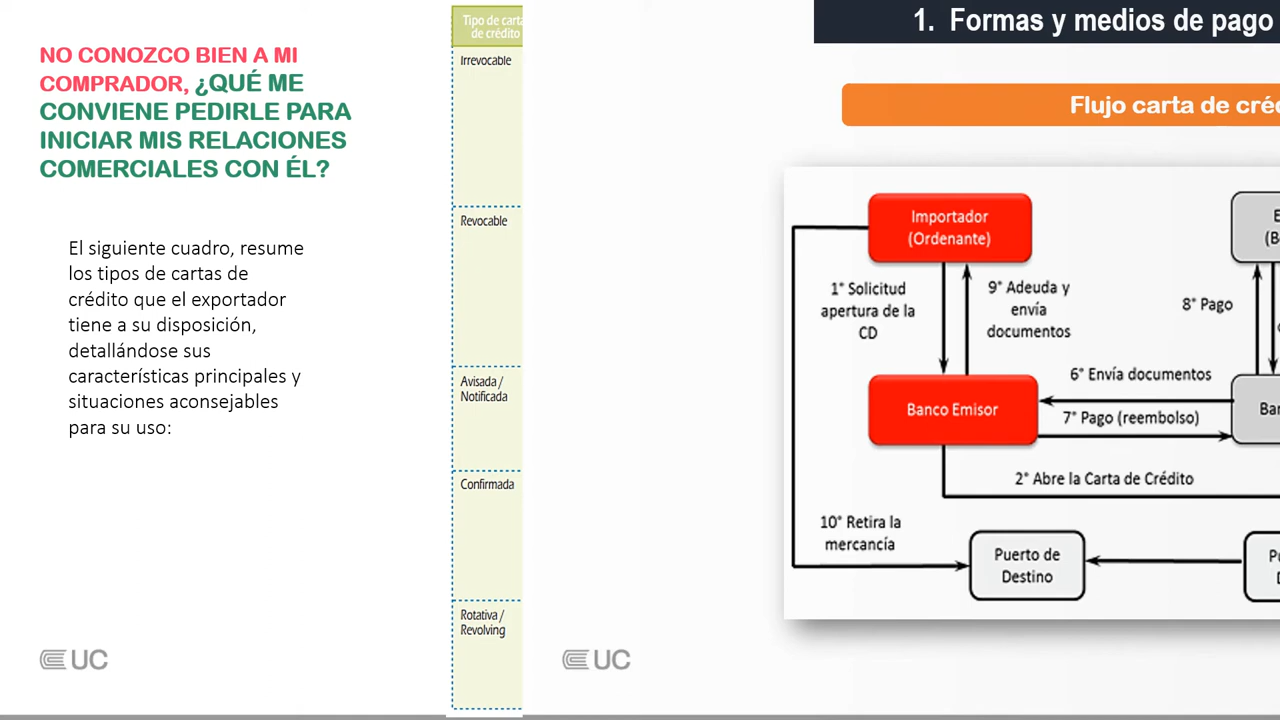 NO CONOZCO BIEN A MI
COMPRADOR, ¿QUÉ ME
CONVIENE PEDIRLE PARA
INICIAR MIS RELACIONES
COMERCIALES CON ÉL?
El siguiente cuadro, resume
los tipos de cartas de
crédito que el exportador
tiene a su disposición,
detallándose sus
características principales y
situaciones aconsejables
para su uso:
UC
Tipo de carta
de crédito
Irrevocable
Revocable
Avisada /
Notificada
Confirmada
Rotativa /
Revolving
1. Formas y medios de pago
Flujo carta de
Importador
(Ordenante)
1° Solicitud
apertura de la
CD
9° Adeuda y
envía
documentos
8° Pago
Banco Emisor
6° Envía documentos
7° Pago (reembolso)
2° Abre la Carta de Crédito
10° Retira la
mercancía
Puerto de
Destino
UC